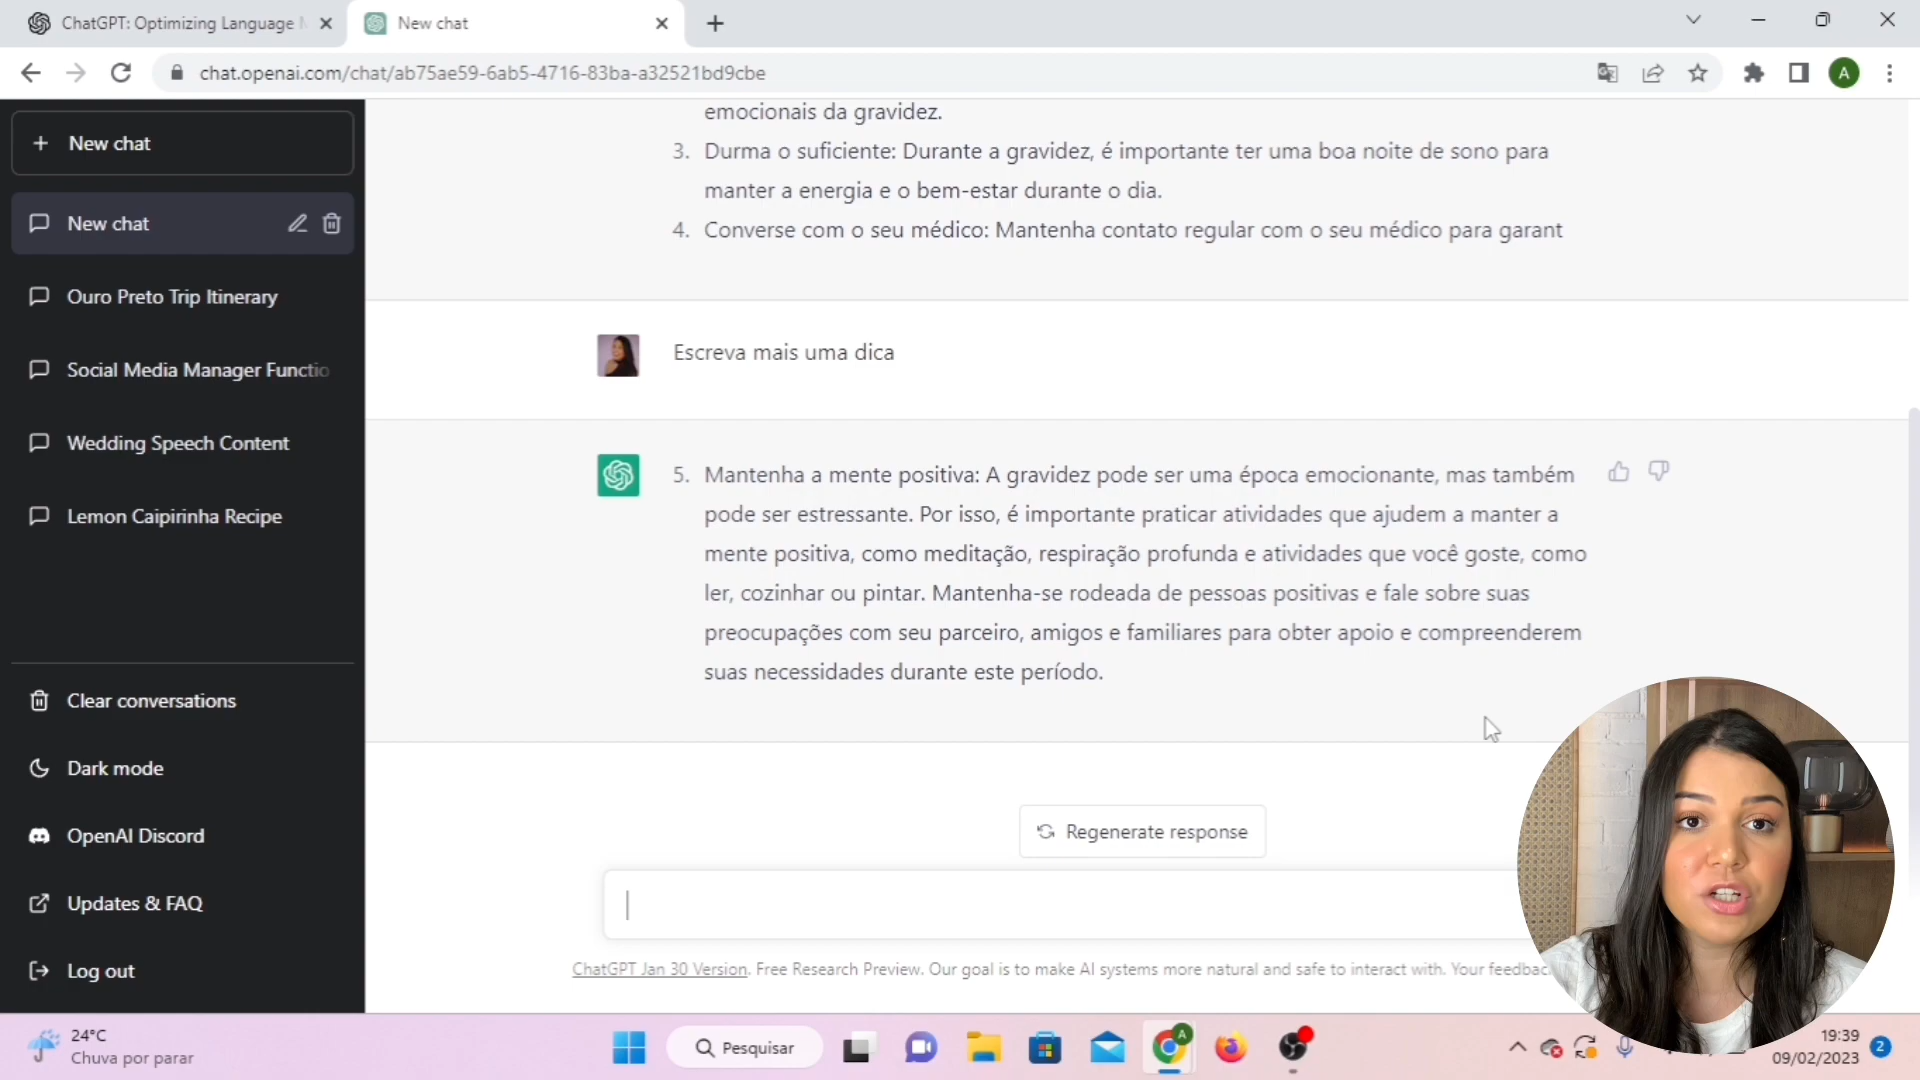 ChatGPT: Optimizing Language
New chat
chat.openai.com/chat/ab75ae59-6ab5-4716-83ba-a32521bd9cbe
A
New chat
New chat
Ouro Preto Trip Itinerary
Social Media Manager Functio
Wedding Speech Content
Lemon Caipirinha Recipe
Clear conversations
Dark mode
OpenAI Discord
Updates & FAQ
Log out
emocionais da gravidez.
3. Durma o suficiente: Durante a gravidez, é importante ter uma boa noite de sono para
manter a energia e o bem-estar durante o dia.
4. Converse com o seu médico: Mantenha contato regular com o seu médico para garant
Escreva mais uma dica
5. Mantenha a mente positiva: A gravidez pode ser uma época emocionante, mas também
pode ser estressante. Por isso, é importante praticar atividades que ajudem a manter a
mente positiva, como meditação, respiração profunda e atividades que você goste, como
ler, cozinhar ou pintar. Mantenha-se rodeada de pessoas positivas e fale sobre suas
preocupações com seu parceiro, amigos e familiares para obter apoio e compreenderem
suas necessidades durante este período.
Regenerate response
ChatGPT Jan 30 Version. Free Research Preview. Our goal is to make AI systems more natural and safe to interact with. Your
24°C
Chuva por parar
Pesquisar
A
19:39
09/02/2023
2